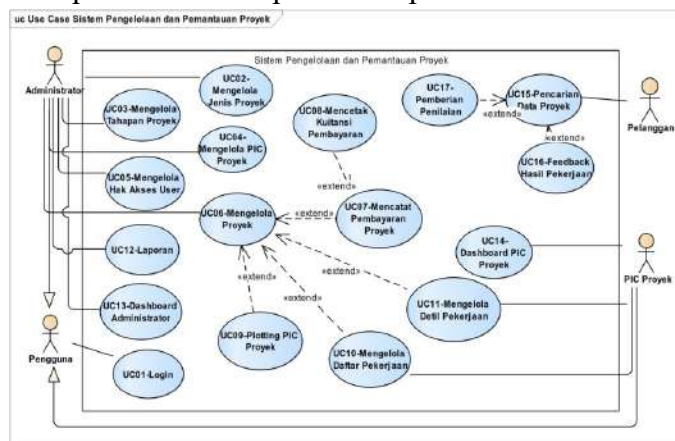 uc Use Case Sistem Pengelolaan dan Pemantauan Proyek
Sistem Pengelolaan dan Pemantauan Proyek
Administrator
UC02-
Mengelola
Jenis Proyek
UC03-Mengelola
Tahapan Proyek
UC04-
Mengelola PIC
Proyek
UC05-Mengelola
Hak Akses User
UC06-Mengelola
Proyek
UC12-Laporan
UC13-Dashboard
Administrator
Pengguna
UC01-Login
UC08-Mencetak
Kuitansi
Pembayaran
«extend»
UC07-Mencatat
Pembayaran
Proyek
«extend»
UC09-Plotting PIC
Proyek
«extend»
UC10-Mengelola
Daftar Pekerjaan
«extend»
UC11-Mengelola
Detil Pekerjaan
«extend»
UC14-
Dashboard PIC
Proyek
UC17-
Pemberian
Penilaian
«extend»
UC15-Pencarian
Data Proyek
«extend»
UC16-Feedback
Hasil Pekerjaan
Pelanggan
PIC Proyek